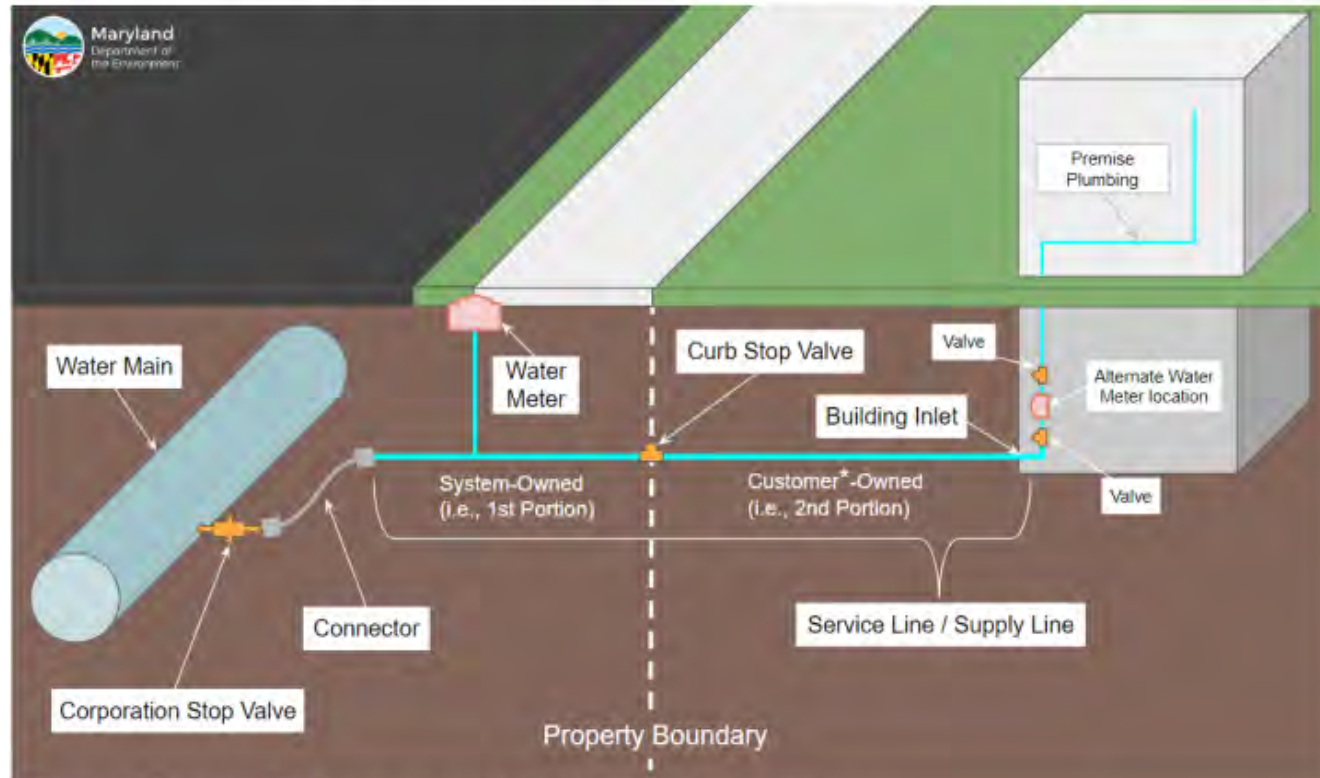 Maryland
Department of
the Environment
Premise
Plumbing
Water Main
Water
Meter
Curb Stop Valve
Valve
Alternate Water
Meter location
Building Inlet
System-Owned
(i.e., 1st Portion)
Customer*-Owned
(i.e., 2nd Portion)
Valve
Connector
Service Line / Supply Line
Corporation Stop Valve
Property Boundary